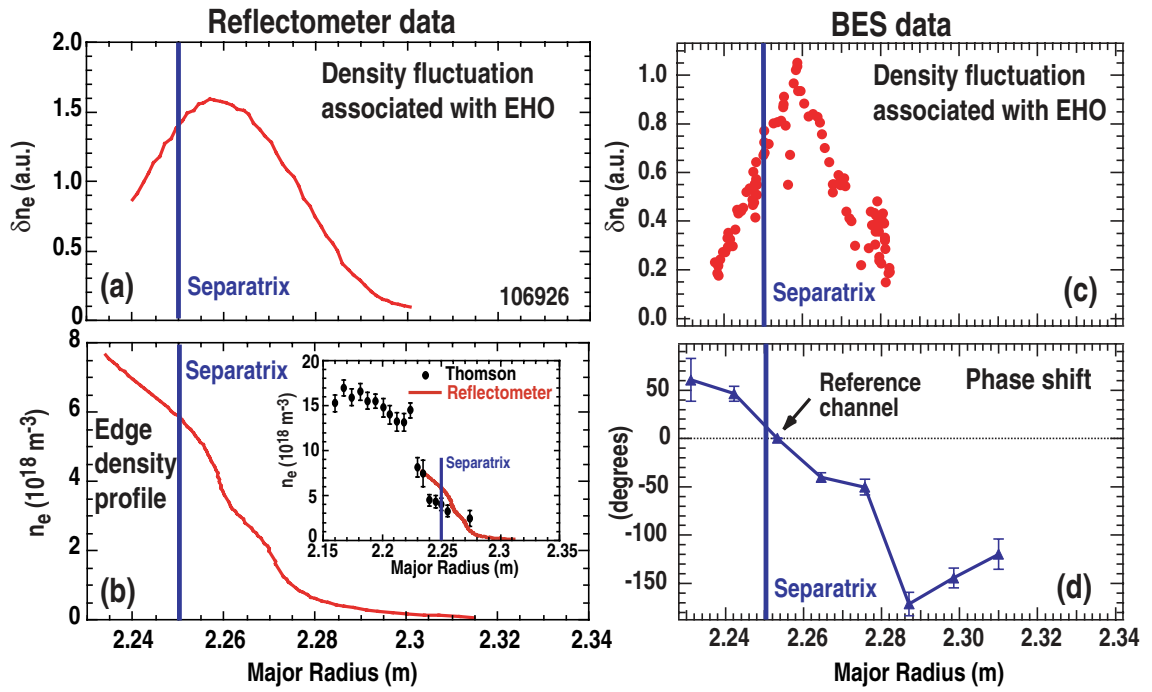 Reflectometer data
2.0
1.5
1.0
0.5
0
δnₑ (a.u.)
Density fluctuation
associated with EHO
(a)
Separatrix
106926
8
6
4
2
0
nₑ (10¹⁸ m⁻³)
Separatrix
Edge
density
profile
(b)
20
15
10
5
0
nₑ (10¹⁸ m⁻³)
Thomson
Reflectometer
Separatrix
2.15 2.2 2.25 2.3 2.35
Major Radius (m)
2.24 2.26 2.28 2.3 2.32 2.34
Major Radius (m)
BES data
1.0
0.8
0.6
0.4
0.2
0.0
δnₑ (a.u.)
Density fluctuation
associated with EHO
Separatrix
(c)
50
0
-50
-100
-150
(degrees)
Reference
channel
Phase shift
Separatrix
(d)
2.24 2.26 2.28 2.30 2.32 2.34
Major Radius (m)